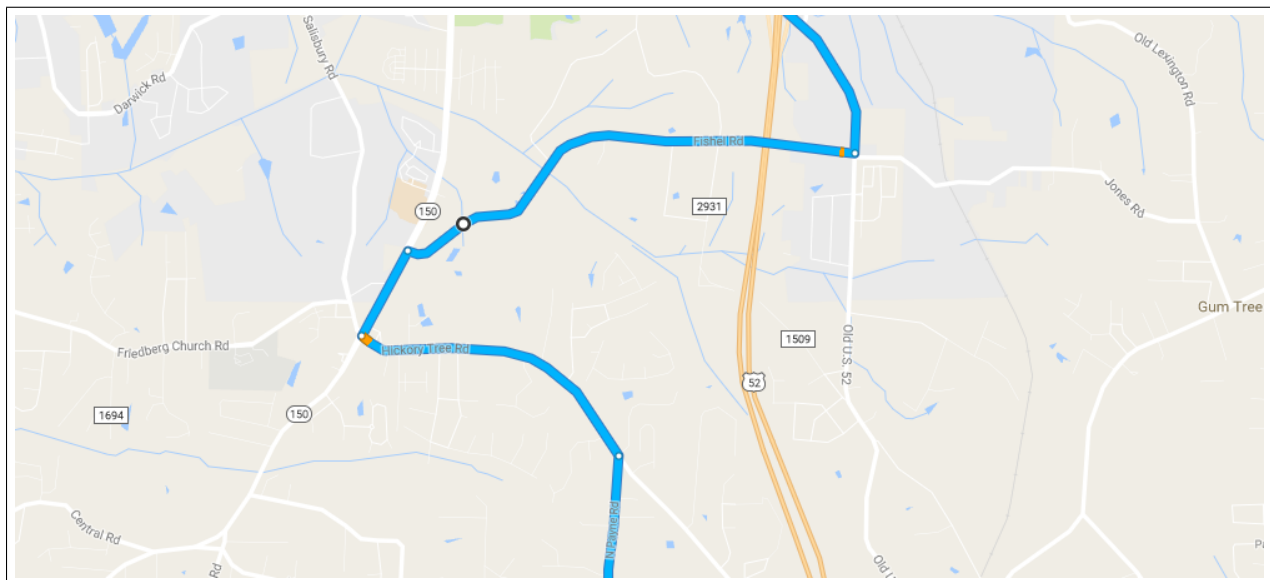 Salisbury Rd
Old Lexington Rd
Darwick Rd
Fishel Rd
Jones Rd
2931
150
Gum Tree
Friedberg Church Rd
Hickory Tree Rd
1509
Old U.S. 52
52
1694
150
Central Rd
N Payne Rd
Rd